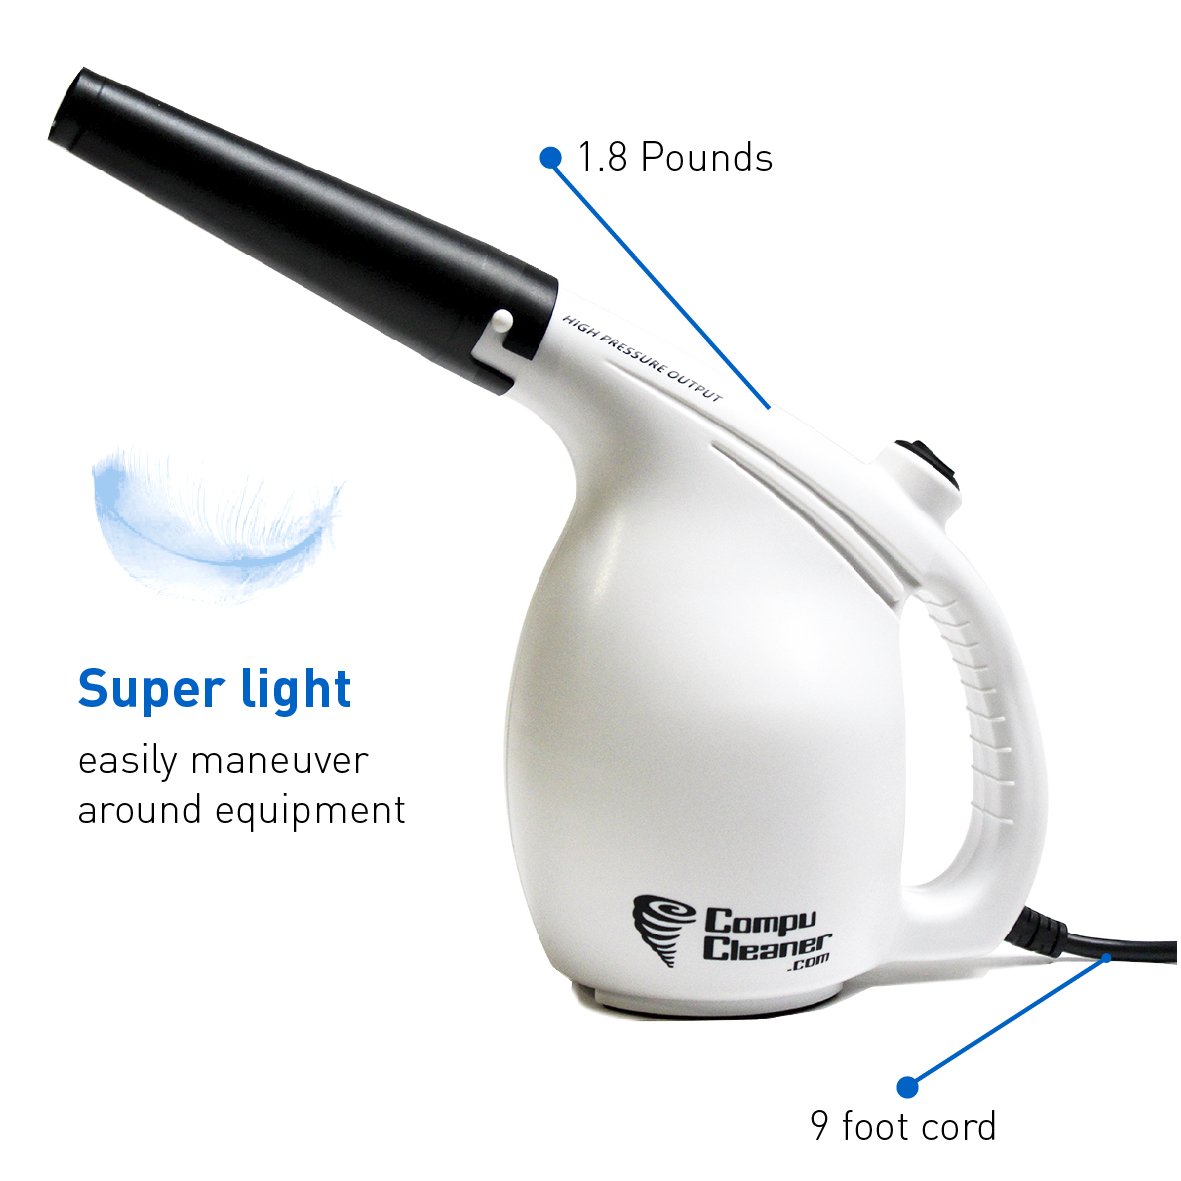 1.8 Pounds
HIGH PRESSURE OUTPUT
Super light
easily maneuver
around equipment
Compu
Cleaner
.com
9 foot cord